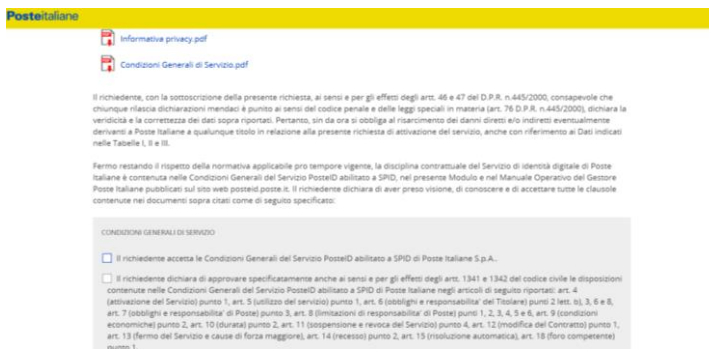 Posteitaliane
Informativa privacy.pdf
Condizioni Generali di Servizio.pdf
Il richiedente, con la sottoscrizione della presente richiesta, ai sensi e per gli effetti degli artt. 46 e 47 del D.P.R. n.445/2000, consapevole che
chiunque rilascia dichiarazioni mendaci è punito ai sensi del codice penale e delle leggi speciali in materia (art. 76 D.P.R. n.445/2000), dichiara la
veridicità e la correttezza dei dati sopra riportati. Pertanto, sin da ora si obbliga al risarcimento dei danni diretti e/o indiretti eventualmente
derivanti a Poste Italiane a qualunque titolo in relazione alla presente richiesta di attivazione del servizio, anche con riferimento ai Dati indicati
nelle Tabelle I, II e III.
Fermo restando il rispetto della normativa applicabile pro tempore vigente, la disciplina contrattuale del Servizio di identità digitale di Poste
Italiane è contenuta nelle Condizioni Generali del Servizio PosteID abilitato a SPID, nel presente Modulo e nel Manuale Operativo del Gestore
Poste Italiane pubblicati sul sito web posteid.poste.it. Il richiedente dichiara di aver preso visione, di conoscere e di accettare tutte le clausole
contenute nei documenti sopra citati come di seguito specificato:
CONDIZIONI GENERALI DI SERVIZIO
Il richiedente accetta le Condizioni Generali del Servizio PosteID abilitato a SPID di Poste Italiane S.p.A..
Il richiedente dichiara di approvare specificatamente anche ai sensi e per gli effetti degli artt. 1341 e 1342 del codice civile le disposizioni
contenute nelle Condizioni Generali del Servizio PosteID abilitato a SPID di Poste Italiane negli articoli di seguito riportati: art. 4
(attivazione del Servizio) punto 1, art. 5 (utilizzo del servizio) punto 1, art. 6 (obblighi e responsabilita' del Titolare) punti 2 lett. b), 3, 6 e 8,
art. 7 (obblighi e responsabilita' di Poste) punto 3, art. 8 (limitazioni di responsabilita' di Poste) punti 1, 2, 3, 4, 5 e 6, art. 9 (condizioni
economiche) punto 2, art. 10 (durata) punto 2, art. 11 (sospensione e revoca del Servizio) punto 4, art. 12 (modifica del Contratto) punto 1,
art. 13 (fermo del Servizio e cause di forza maggiore), art. 14 (recesso) punto 2, art. 15 (risoluzione automatica), art. 18 (foro competente)
punto 1.